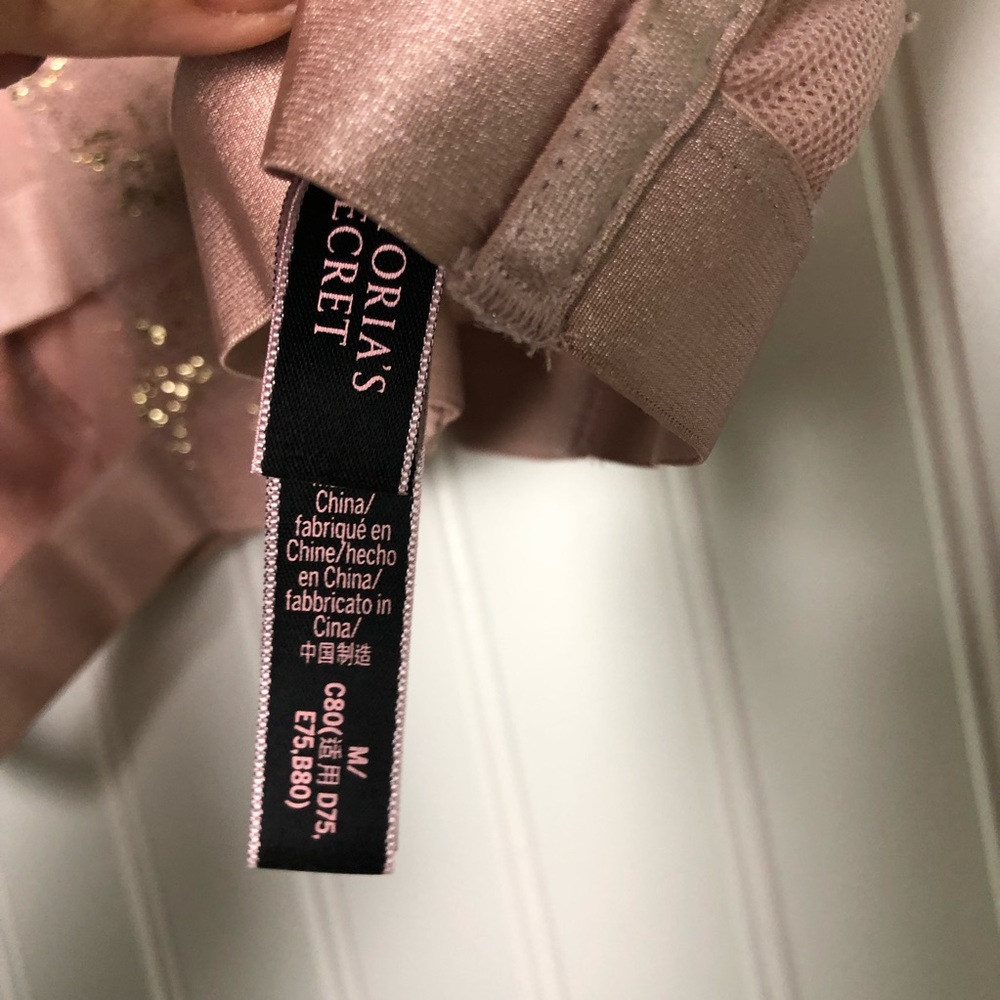 ORIA'S
ECRET
China/
fabriqué en
Chine/hecho
en China/
fabbricato in
Cina/
中国制造
M/
C80(适用 D75,
E75,B80)